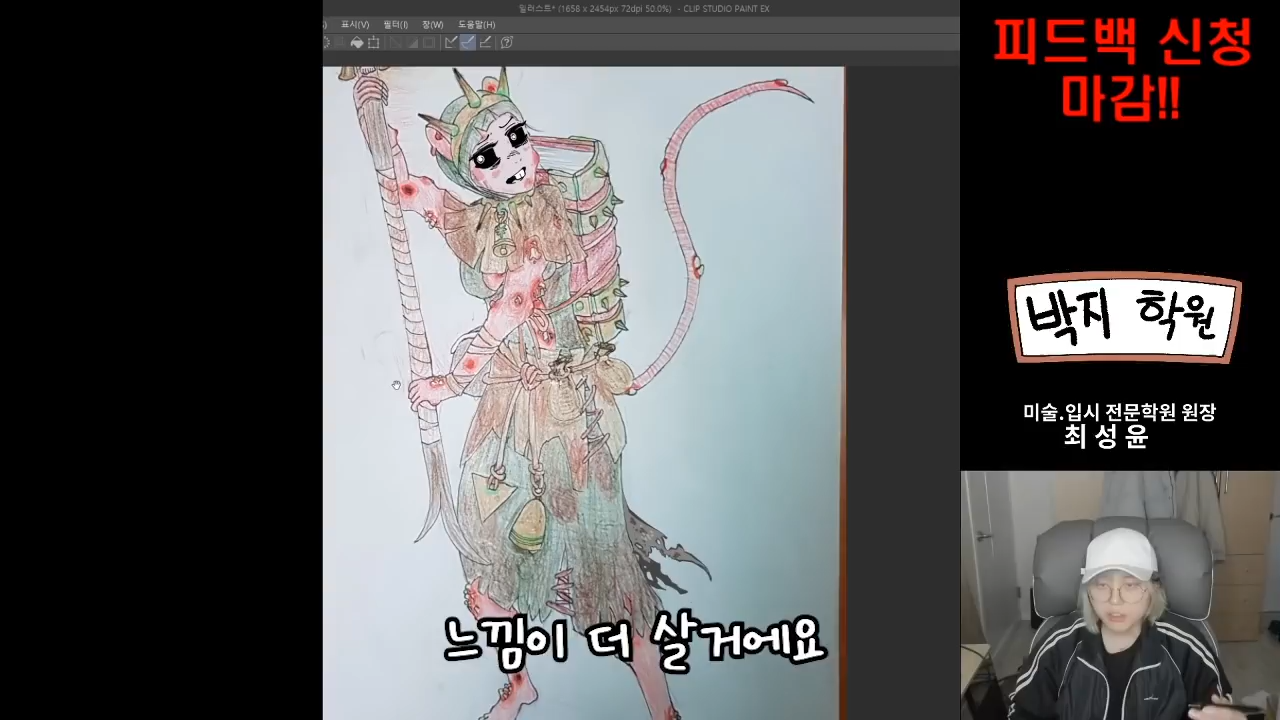 일러스트* (1658 x 2454px 72dpi 50.0%) - CLIP STUDIO PAINT EX
표시(V) 필터(I) 창(W) 도움말(H)
피드백 신청
마감!!
박지 학원
미술.입시 전문학원 원장
최성윤
느낌이 더 살거에요